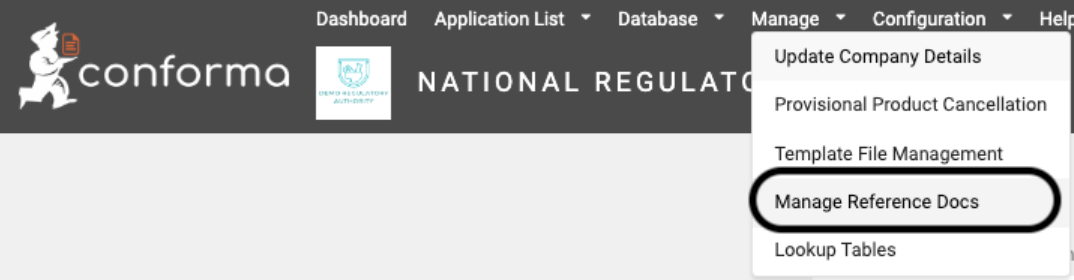 Dashboard Application List Database Manage Configuration Help
conforma
DEMO REGULATORY
AUTHORITY
NATIONAL REGULATO
Update Company Details
Provisional Product Cancellation
Template File Management
Manage Reference Docs
Lookup Tables